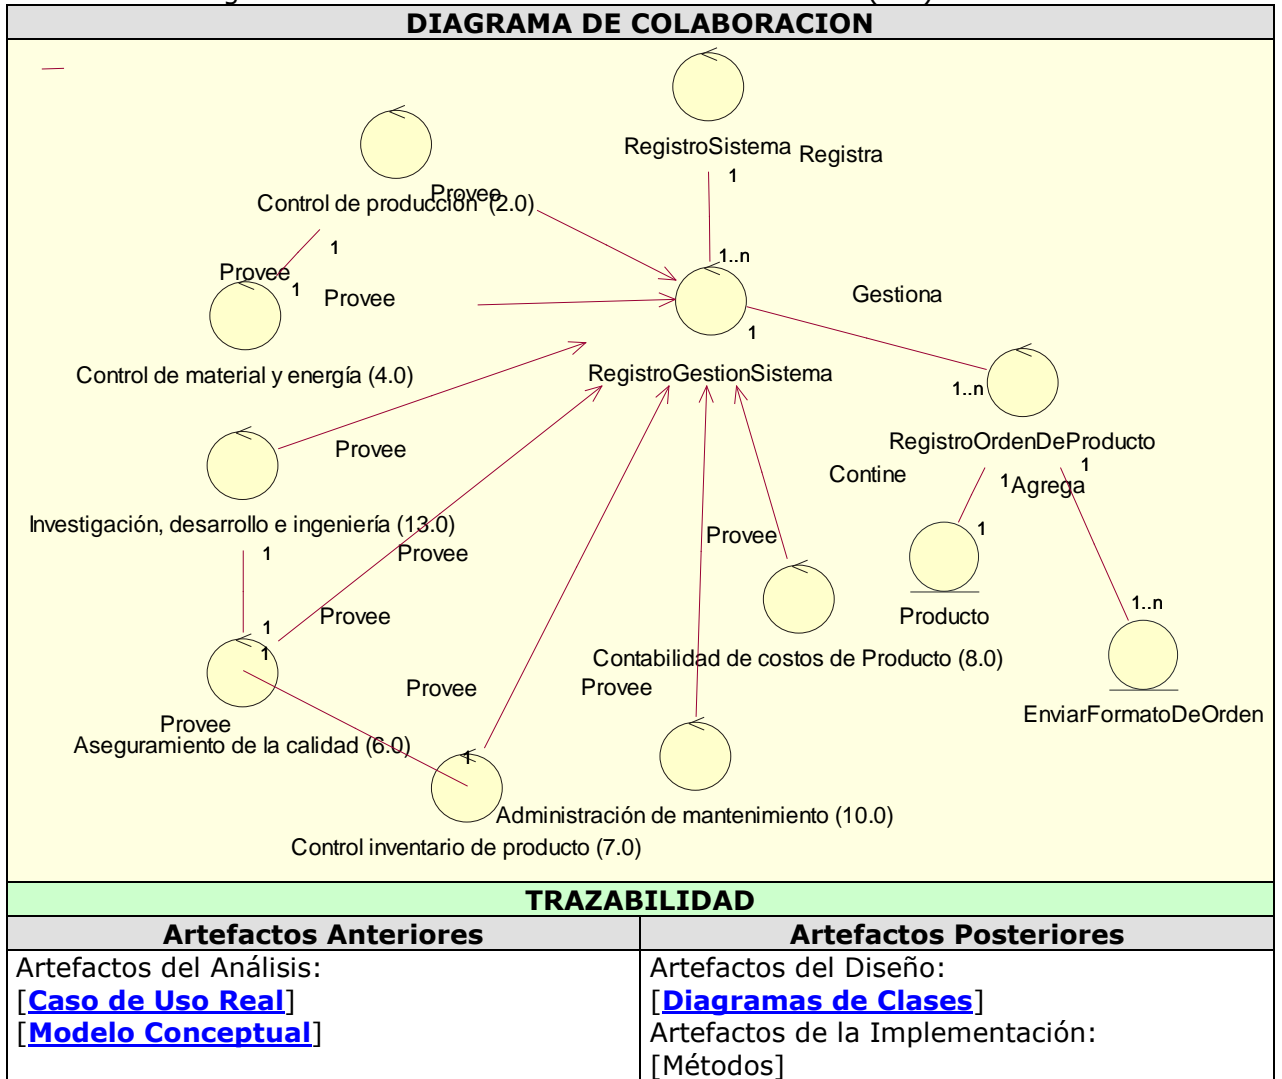 DIAGRAMA DE COLABORACION
RegistroSistema
Registra
1
Provee
Control de producción (2.0)
1
1..n
Provee
1
Provee
Gestiona
1
Control de material y energía (4.0)
RegistroGestionSistema
1..n
RegistroOrdenDeProducto
Provee
Contine
1
1
Agrega
Investigación, desarrollo e ingeniería (13.0)
1
1
Provee
Provee
1..n
Provee
Producto
1
1
Contabilidad de costos de Producto (8.0)
Provee
Provee
EnviarFormatoDeOrden
Provee
Aseguramiento de la calidad (6.0)
1
Administración de mantenimiento (10.0)
Control inventario de producto (7.0)
TRAZABILIDAD
Artefactos Anteriores
Artefactos del Análisis:
[Caso de Uso Real]
[Modelo Conceptual]
Artefactos Posteriores
Artefactos del Diseño:
[Diagramas de Clases]
Artefactos de la Implementación:
[Métodos]